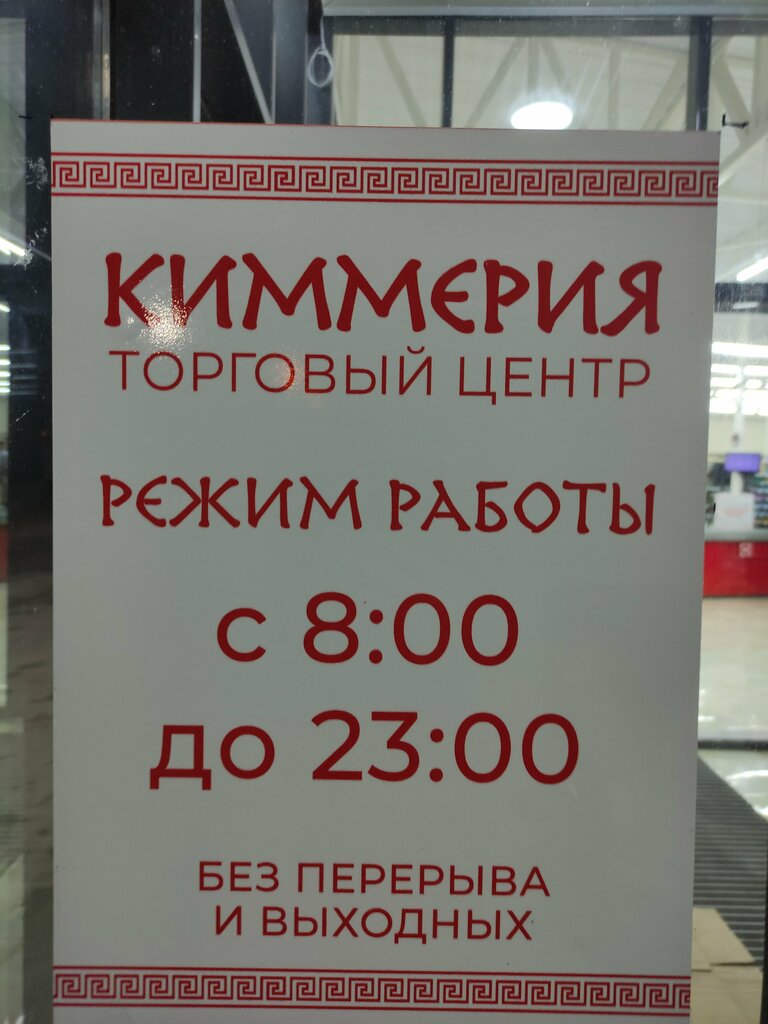 КИММЕРИЯ
ТОРГОВЫЙ ЦЕНТР
РЕЖИМ РАБОТЫ
с 8:00
до 23:00
БЕЗ ПЕРЕРЫВА
И ВЫХОДНЫХ